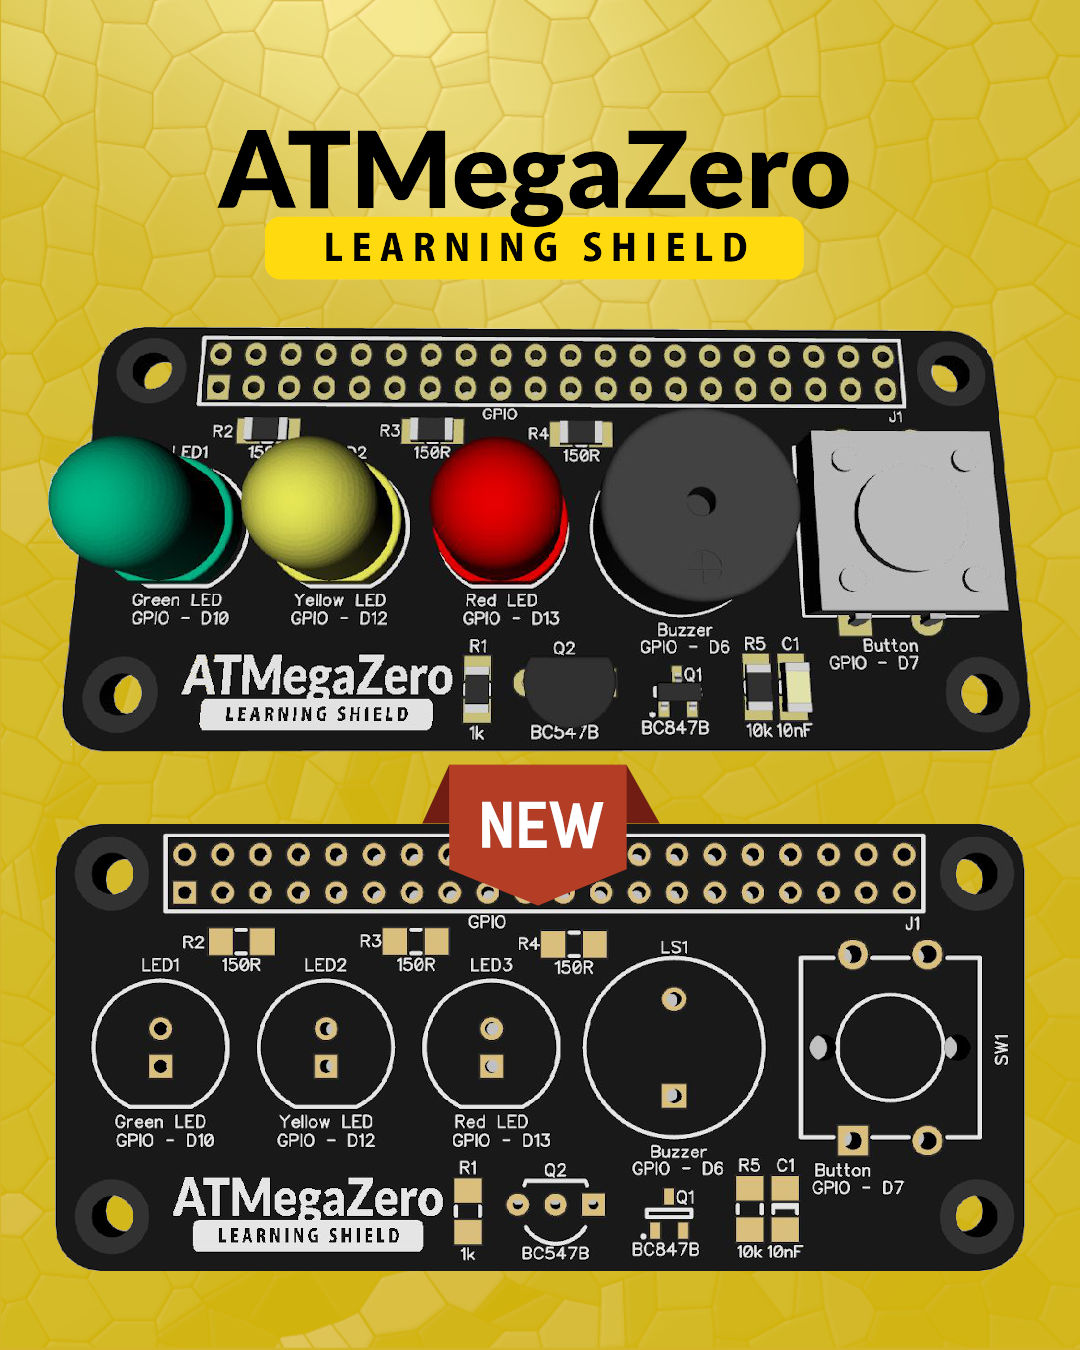 ATMegaZero
LEARNING SHIELD
GPIO
J1
R2
R3
R4
150R
150R
LED1
Green LED
GPIO - D10
Yellow LED
GPIO - D12
Red LED
GPIO - D13
Buzzer
GPIO - D6
Button
GPIO - D7
ATMegaZero
LEARNING SHIELD
R1
1k
Q2
BC547B
Q1
BC847B
R5
C1
10k
10nF
NEW
GPIO
J1
R2
150R
R3
150R
R4
150R
LED1
LED2
LED3
LS1
SW1
Green LED
GPIO - D10
Yellow LED
GPIO - D12
Red LED
GPIO - D13
Buzzer
GPIO - D6
Button
GPIO - D7
ATMegaZero
LEARNING SHIELD
R1
1k
Q2
BC547B
Q1
BC847B
R5
C1
10k
10nF